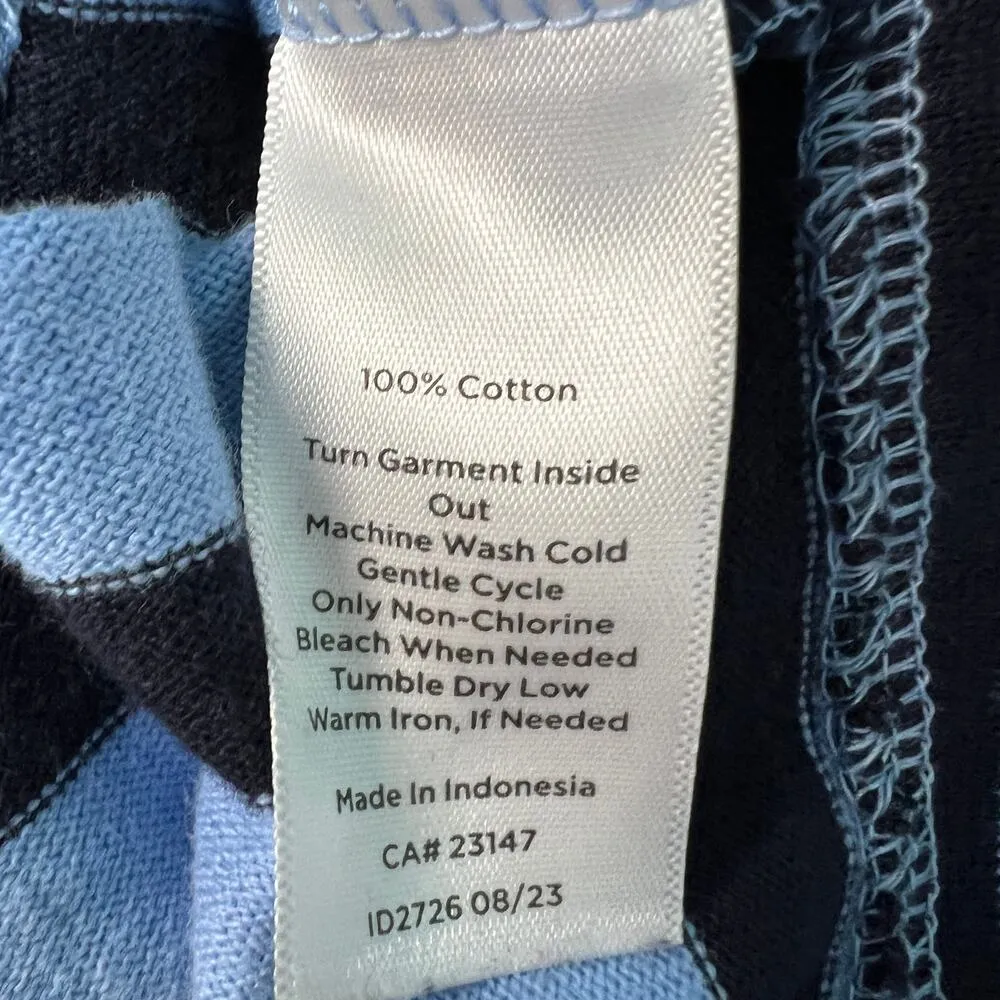 100% Cotton
Turn Garment Inside
Out
Machine Wash Cold
Gentle Cycle
Only Non-Chlorine
Bleach When Needed
Tumble Dry Low
Warm Iron, If Needed
Made In Indonesia
CA# 23147
ID2726 08/23